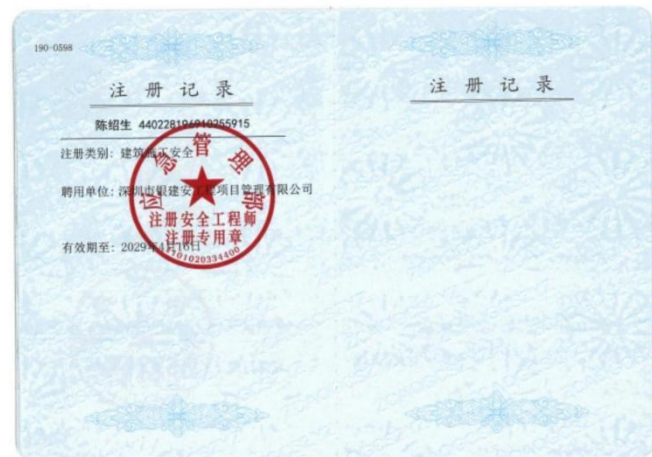 190-0598
注册记录
陈绍生 440228196910255915
注册类别: 建筑施工安全
聘用单位: 深圳市银建安工程项目管理有限公司
有效期至: 2029年4月16日
应急管理部
注册安全工程师
注册专用章
1101020334400
注册记录